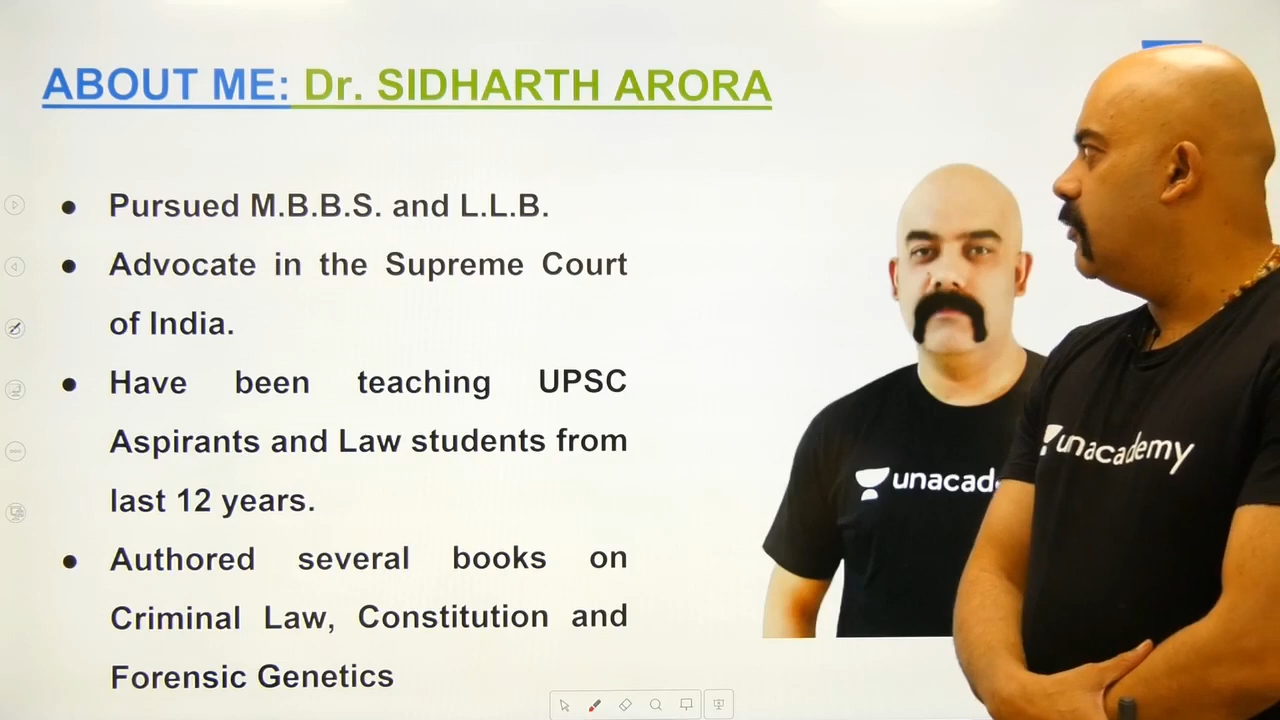 ABOUT ME: Dr. SIDHARTH ARORA
● Pursued M.B.B.S. and L.L.B.
● Advocate in the Supreme Court
of India.
● Have been teaching UPSC
Aspirants and Law students from
last 12 years.
● Authored several books on
Criminal Law, Constitution and
Forensic Genetics
unacad
unacademy